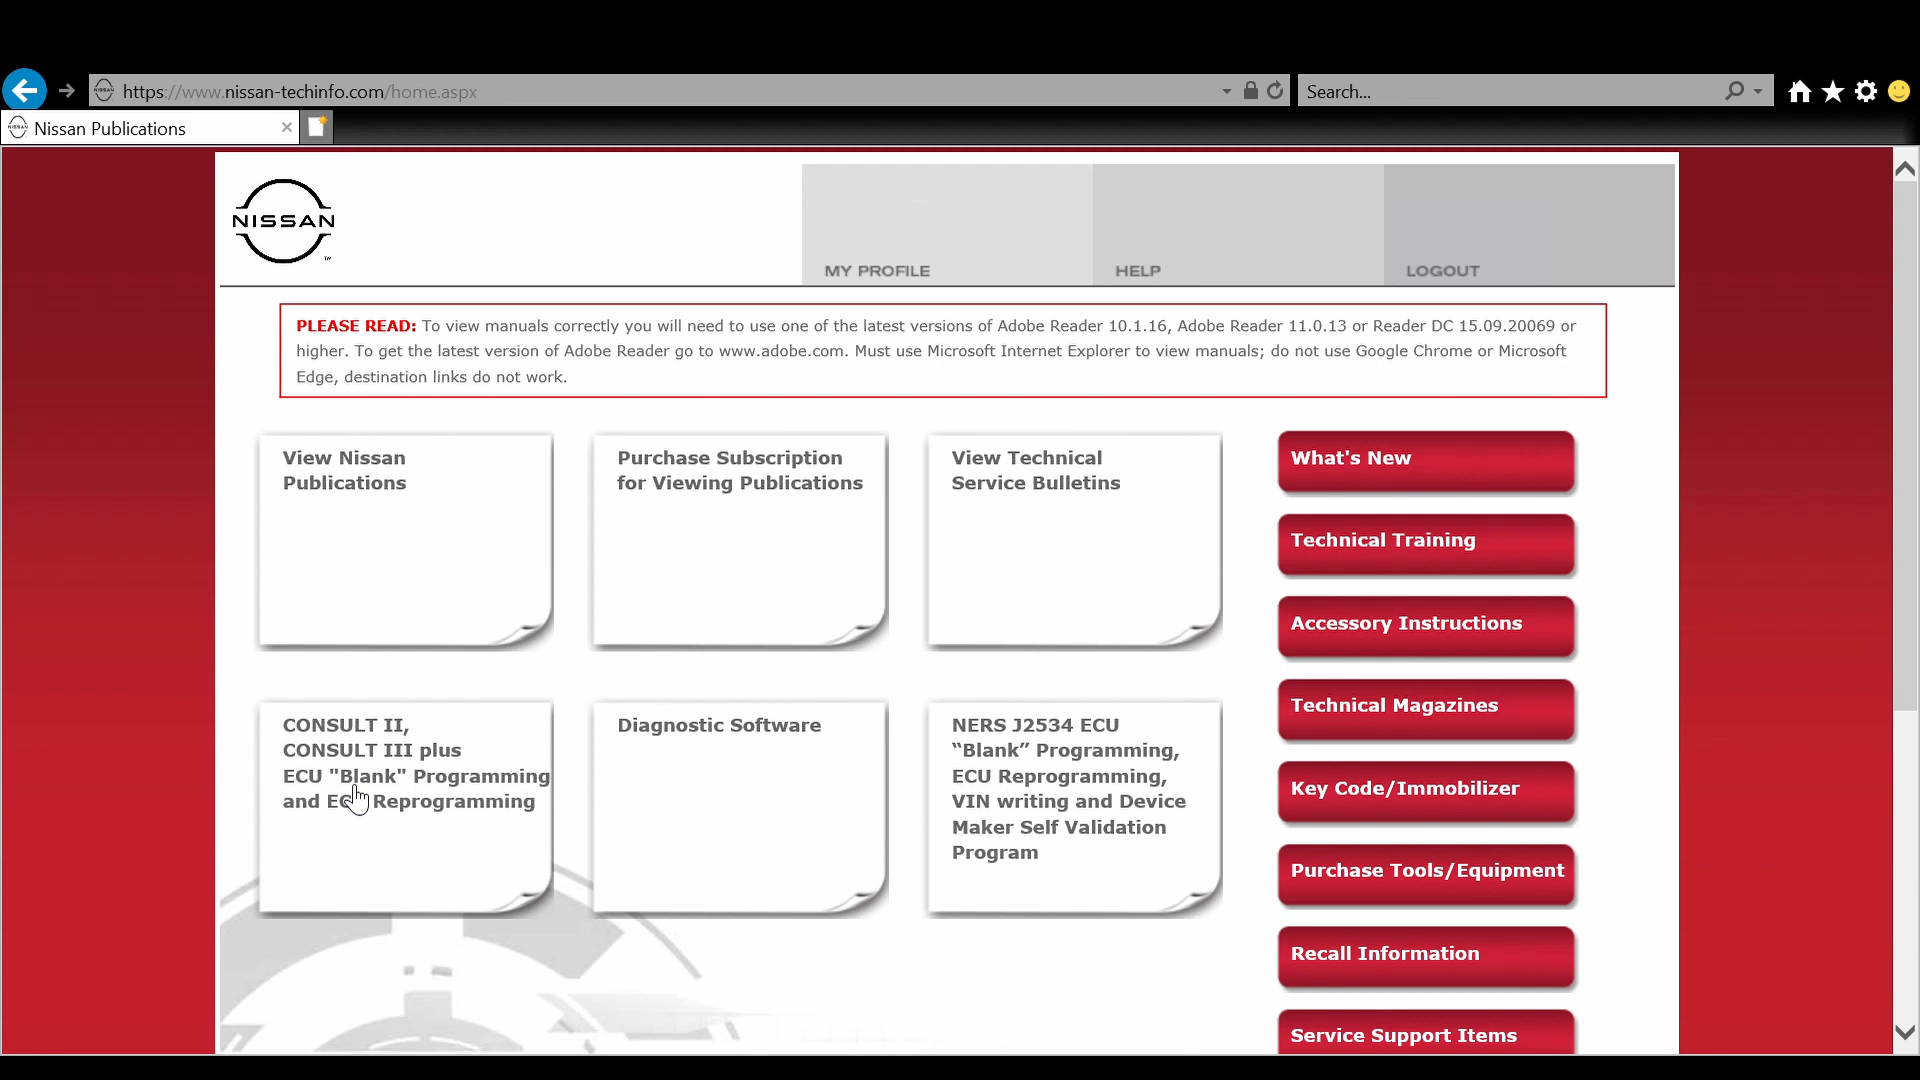 https://www.nissan-techinfo.com/home.aspx
Search...
Nissan Publications
NISSAN
MY PROFILE
HELP
LOGOUT
PLEASE READ: To view manuals correctly you will need to use one of the latest versions of Adobe Reader 10.1.16, Adobe Reader 11.0.13 or Reader DC 15.09.20069 or
higher. To get the latest version of Adobe Reader go to www.adobe.com. Must use Microsoft Internet Explorer to view manuals; do not use Google Chrome or Microsoft
Edge, destination links do not work.
View Nissan
Publications
Purchase Subscription
for Viewing Publications
View Technical
Service Bulletins
CONSULT II,
CONSULT III plus
ECU "Blank" Programming
and ECU Reprogramming
Diagnostic Software
NERS J2534 ECU
“Blank” Programming,
ECU Reprogramming,
VIN writing and Device
Maker Self Validation
Program
What's New
Technical Training
Accessory Instructions
Technical Magazines
Key Code/Immobilizer
Purchase Tools/Equipment
Recall Information
Service Support Items